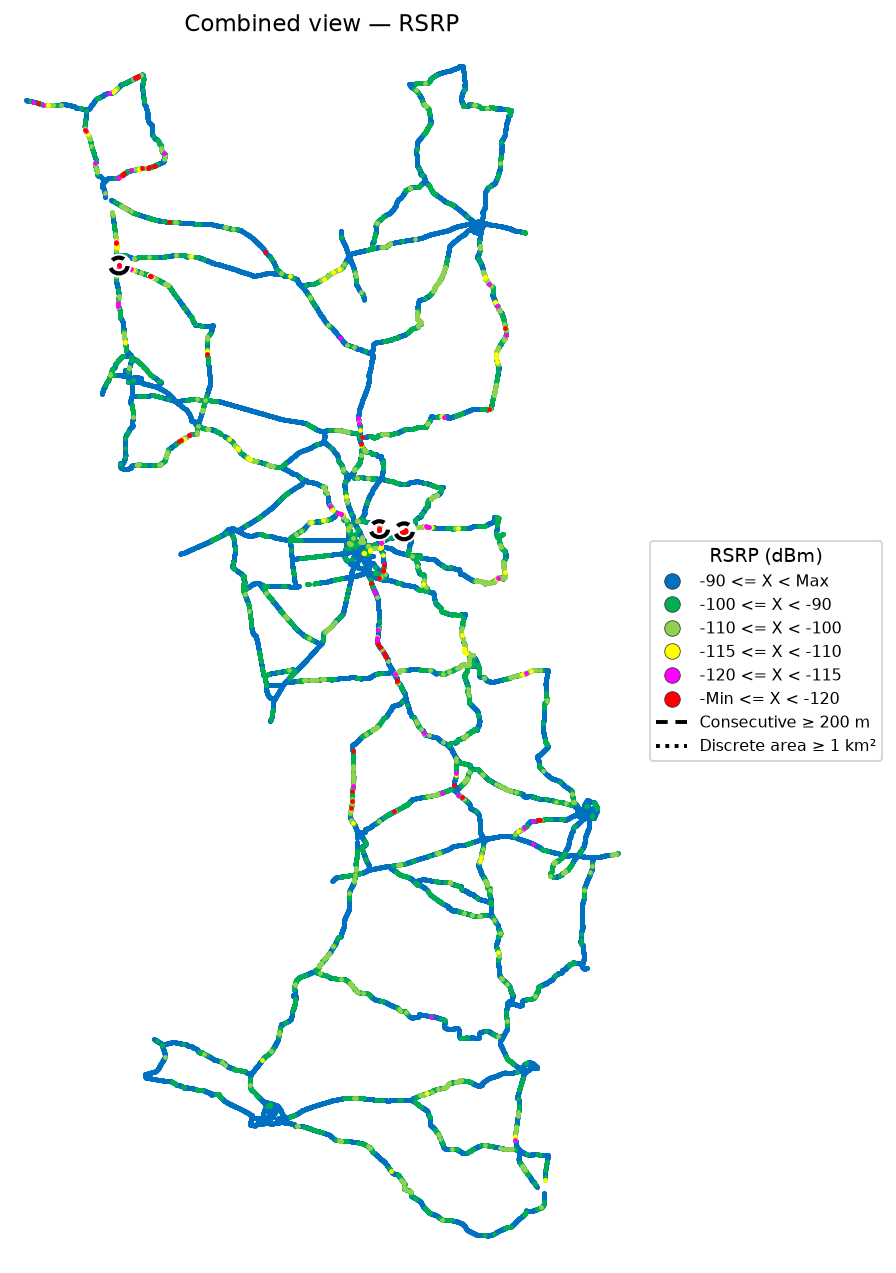 Combined view — RSRP
RSRP (dBm)
-90 <= X < Max
-100 <= X < -90
-110 <= X < -100
-115 <= X < -110
-120 <= X < -115
-Min <= X < -120
Consecutive ≥ 200 m
Discrete area ≥ 1 km²